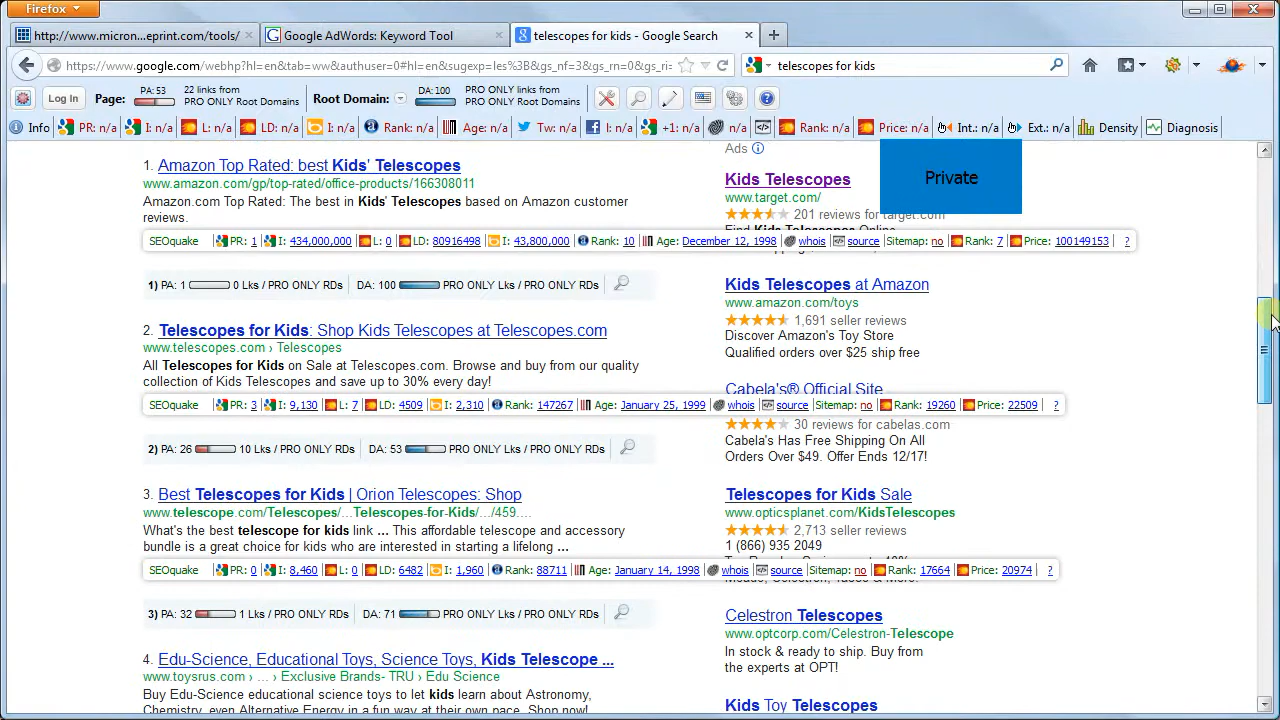 Firefox
http://www.micron...eprint.com/tools/
Google AdWords: Keyword Tool
telescopes for kids - Google Search
https://www.google.com/webhp?hl=en&tab=ww&authuser=0#hl=en&sugexp=les%3B&gs_nf=3&gs_rn=0&gs_ri=
telescopes for kids
Log In
Page:
PA: 53
22 links from
PRO ONLY Root Domains
Root Domain:
DA: 100
PRO ONLY links from
PRO ONLY Root Domains
Info PR: n/a I: n/a L: n/a LD: n/a I: n/a Rank: n/a Age: n/a Tw: n/a I: n/a +1: n/a n/a Rank: n/a Price: n/a Int.: n/a Ext.: n/a Density Diagnosis
1. Amazon Top Rated: best Kids' Telescopes
www.amazon.com/gp/top-rated/office-products/166308011
Amazon.com Top Rated: The best in Kids' Telescopes based on Amazon customer
reviews.
SEOquake PR: 1 I: 434,000,000 L: 0 LD: 80916498 I: 43,800,000 Rank: 10 Age: December 12, 1998 whois source Sitemap: no Rank: 7 Price: 100149153 ?
1) PA: 1 0 Lks / PRO ONLY RDs DA: 100 PRO ONLY Lks / PRO ONLY RDs
2. Telescopes for Kids: Shop Kids Telescopes at Telescopes.com
www.telescopes.com › Telescopes
All Telescopes for Kids on Sale at Telescopes.com. Browse and buy from our quality
collection of Kids Telescopes and save up to 30% every day!
SEOquake PR: 3 I: 9,130 L: 7 LD: 4509 I: 2,310 Rank: 147267 Age: January 25, 1999 whois source Sitemap: no Rank: 19260 Price: 22509 ?
2) PA: 26 10 Lks / PRO ONLY RDs DA: 53 PRO ONLY Lks / PRO ONLY RDs
3. Best Telescopes for Kids | Orion Telescopes: Shop
www.telescope.com/Telescopes/...Telescopes-for-Kids/.../459....
What's the best telescope for kids link ... This affordable telescope and accessory
bundle is a great choice for kids who are interested in starting a lifelong ...
SEOquake PR: 0 I: 8,460 L: 0 LD: 6482 I: 1,960 Rank: 88711 Age: January 14, 1998 whois source Sitemap: no Rank: 17664 Price: 20974 ?
3) PA: 32 1 Lks / PRO ONLY RDs DA: 71 PRO ONLY Lks / PRO ONLY RDs
4. Edu-Science, Educational Toys, Science Toys, Kids Telescope ...
www.toysrus.com › ... › Exclusive Brands- TRU › Edu Science
Buy Edu-Science educational science toys to let kids learn about Astronomy,
Chemistry, even Alternative Energy in a fun way at their own pace. Shop now!
Ads
Private
Kids Telescopes
www.target.com/
201 reviews for target.com
Find Kids Telescopes Online
Kids Telescopes at Amazon
www.amazon.com/toys
1,691 seller reviews
Discover Amazon's Toy Store
Qualified orders over $25 ship free
Cabela's® Official Site
30 reviews for cabelas.com
Cabela's Has Free Shipping On All
Orders Over $49. Offer Ends 12/17!
Telescopes for Kids Sale
www.opticsplanet.com/KidsTelescopes
2,713 seller reviews
1 (866) 935 2049
Meade, Celestron, Tasco & More!
Celestron Telescopes
www.optcorp.com/Celestron-Telescope
In stock & ready to ship. Buy from
the experts at OPT!
Kids Toy Telescopes